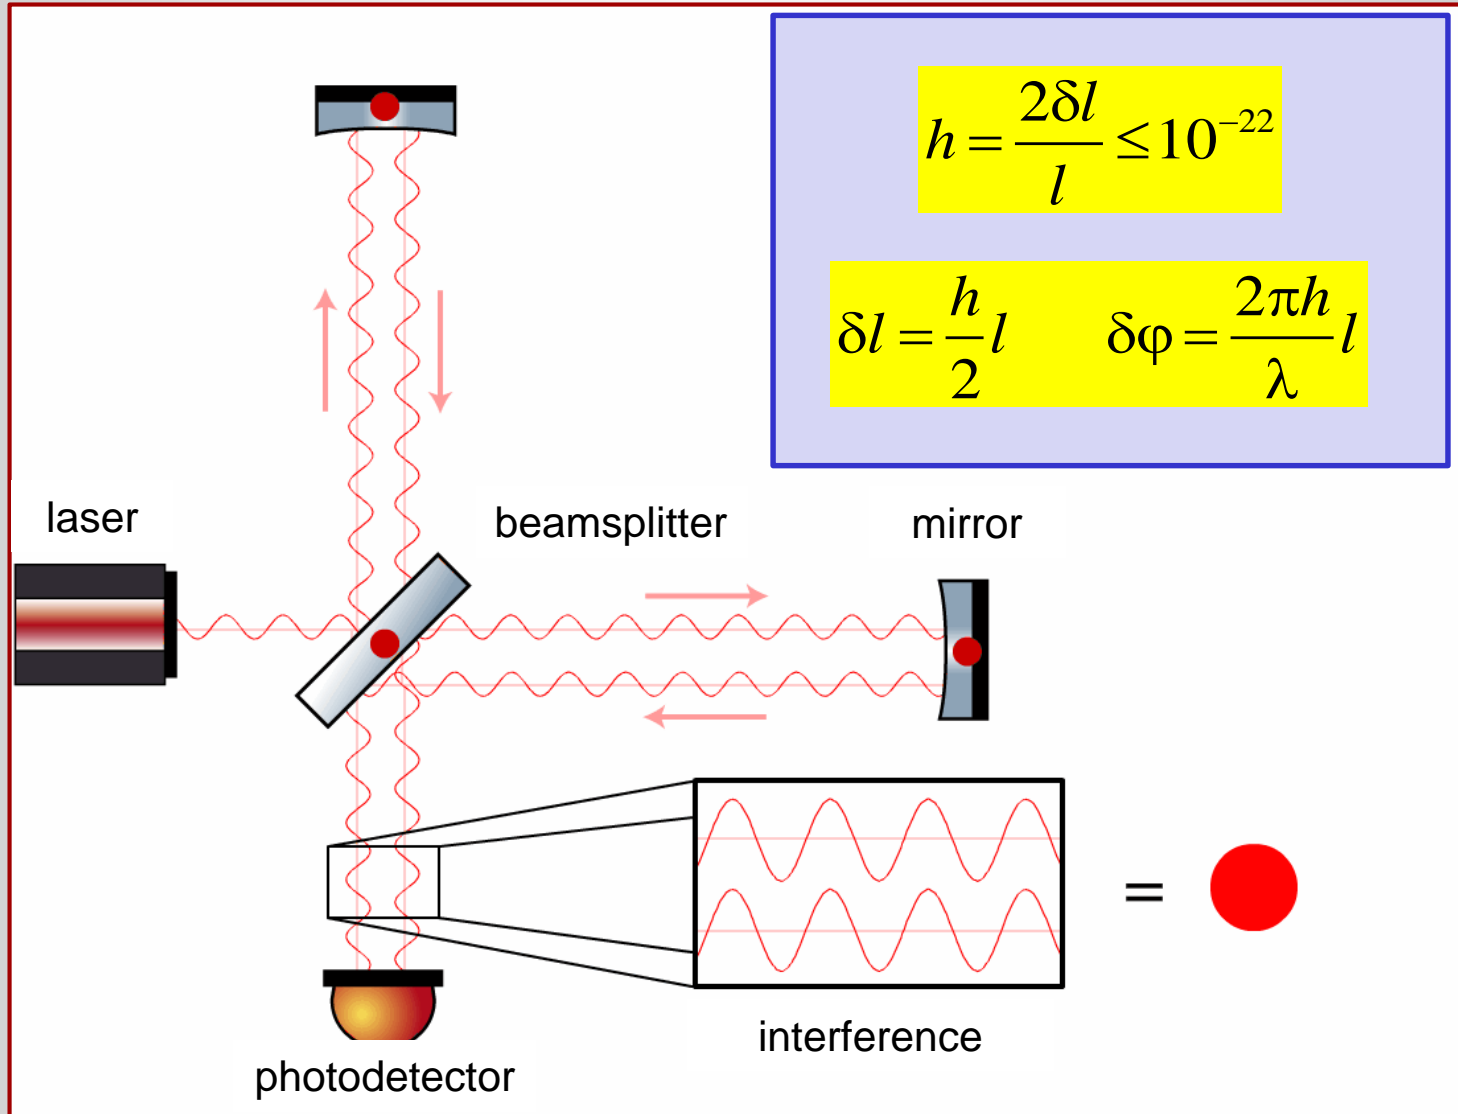 h = 2δl / l ≤ 10⁻²²
δl = h/2 l    δφ = 2πh/λ l
laser
beamsplitter
mirror
=
interference
photodetector